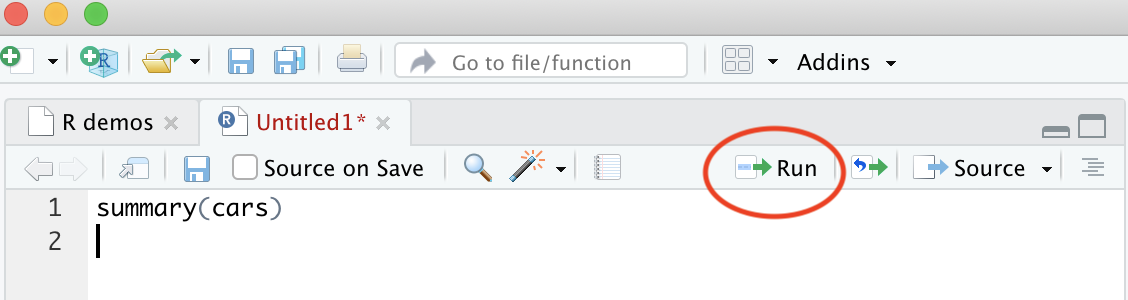 Go to file/function Addins
R demos Untitled1*
Source on Save Run Source
1 summary(cars)
2